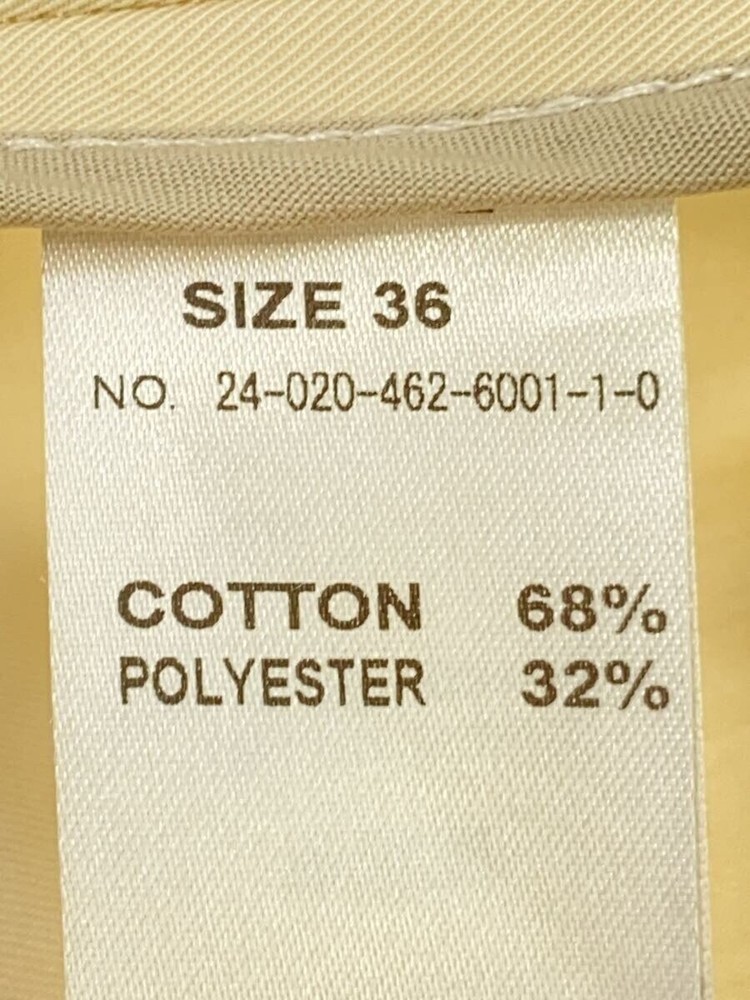 SIZE 36
NO. 24-020-462-6001-1-0
COTTON 68%
POLYESTER 32%